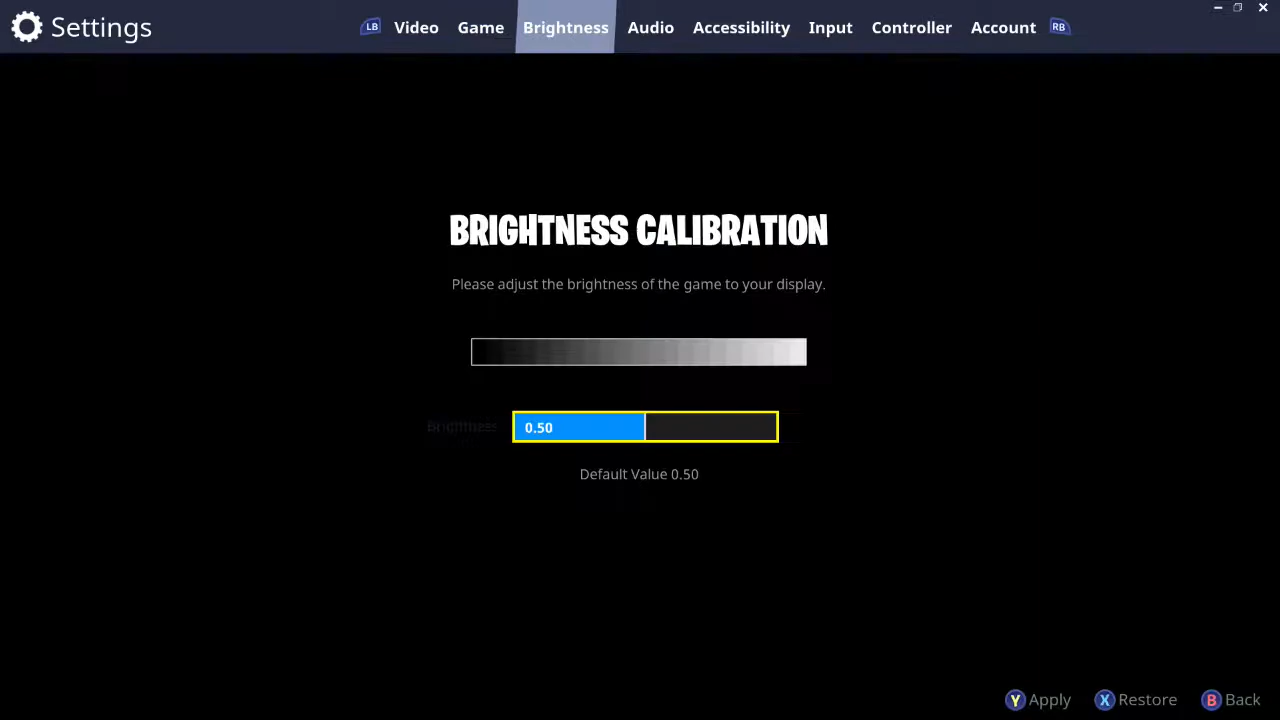 Settings
LB Video Game Brightness Audio Accessibility Input Controller Account RB
BRIGHTNESS CALIBRATION
Please adjust the brightness of the game to your display.
Brightness 0.50
Default Value 0.50
Y Apply X Restore B Back